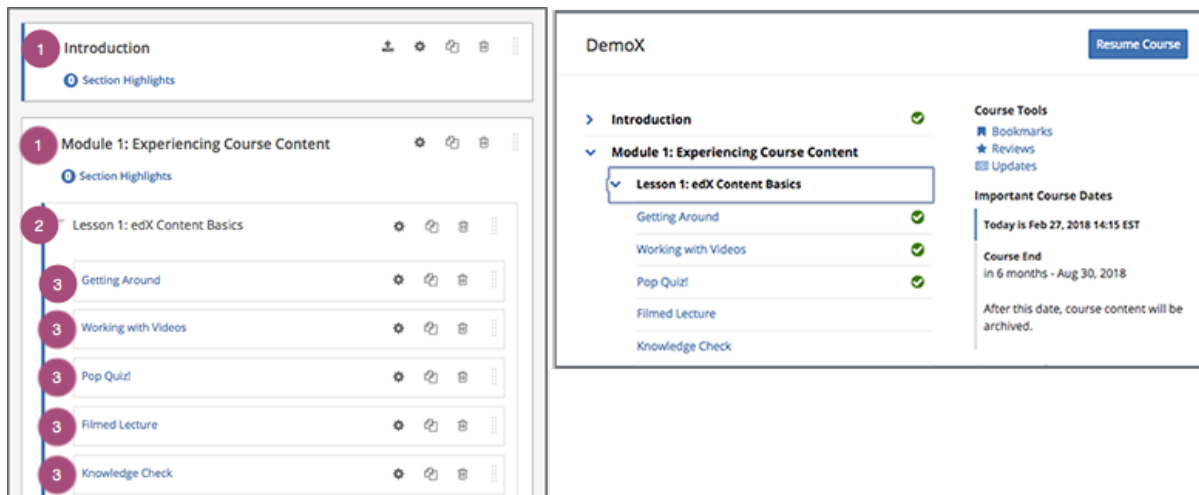 1 Introduction
0 Section Highlights
1 Module 1: Experiencing Course Content
0 Section Highlights
2 Lesson 1: edX Content Basics
3 Getting Around
3 Working with Videos
3 Pop Quiz!
3 Filmed Lecture
3 Knowledge Check
DemoX
Resume Course
Introduction
Module 1: Experiencing Course Content
Lesson 1: edX Content Basics
Getting Around
Working with Videos
Pop Quiz!
Filmed Lecture
Knowledge Check
Course Tools
Bookmarks
Reviews
Updates
Important Course Dates
Today is Feb 27, 2018 14:15 EST
Course End
in 6 months - Aug 30, 2018
After this date, course content will be
archived.